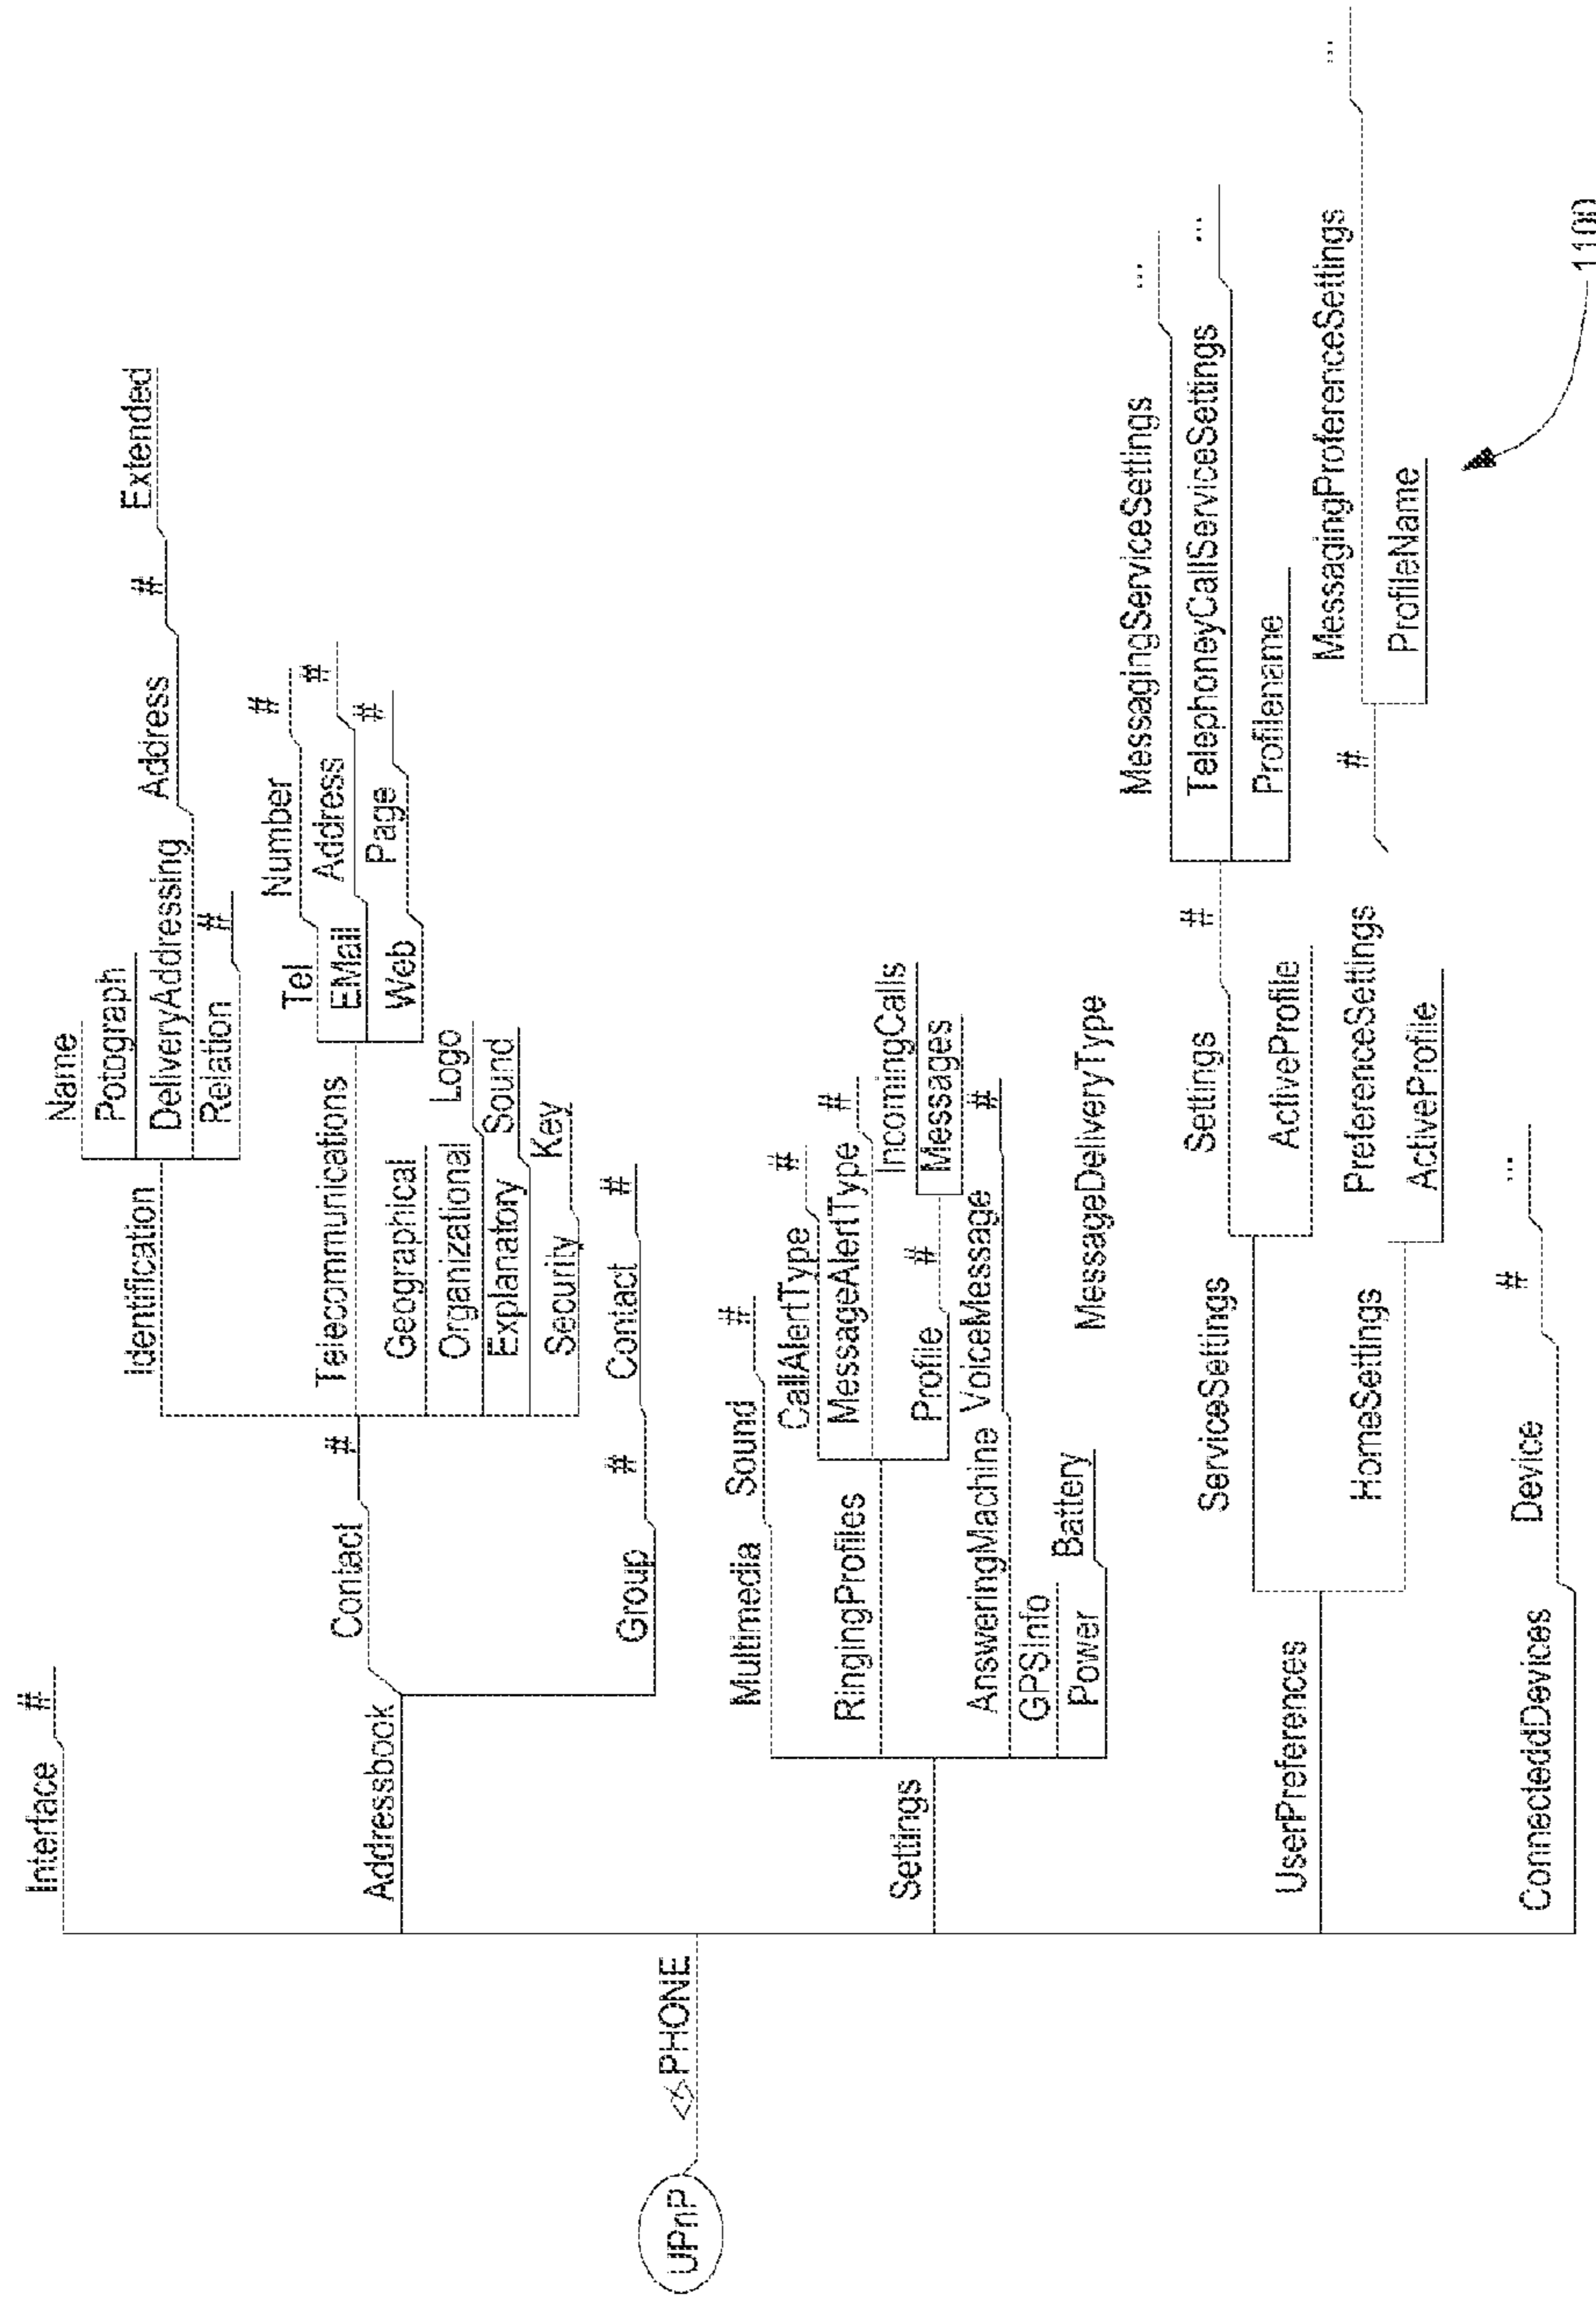 UPnP
PHONE
Interface #
Addressbook
Contact #
Identification
Name
Potograph
DeliveryAddressing Address # Extended
Relation #
Telecommunications
Tel Number #
EMail Address #
Web Page #
Geographical
Organizational Logo
Explanatory Sound
Security Key
Group # Contact #
Settings
Multimedia Sound #
RingingProfiles
CallAlertType #
MessageAlertType #
Profile #
IncomingCalls
Messages
AnsweringMachine VoiceMessage #
GPSInfo
Power Battery
MessageDeliveryType
UserPreferences
ServiceSettings
Settings #
MessagingServiceSettings ...
TelephoneyCallServiceSettings ...
Profilename
ActiveProfile
HomeSettings
PreferenceSettings #
MessagingProferenceSettings ...
ProfileName
ActiveProfile
ConnecteddDevices Device # ...
1100